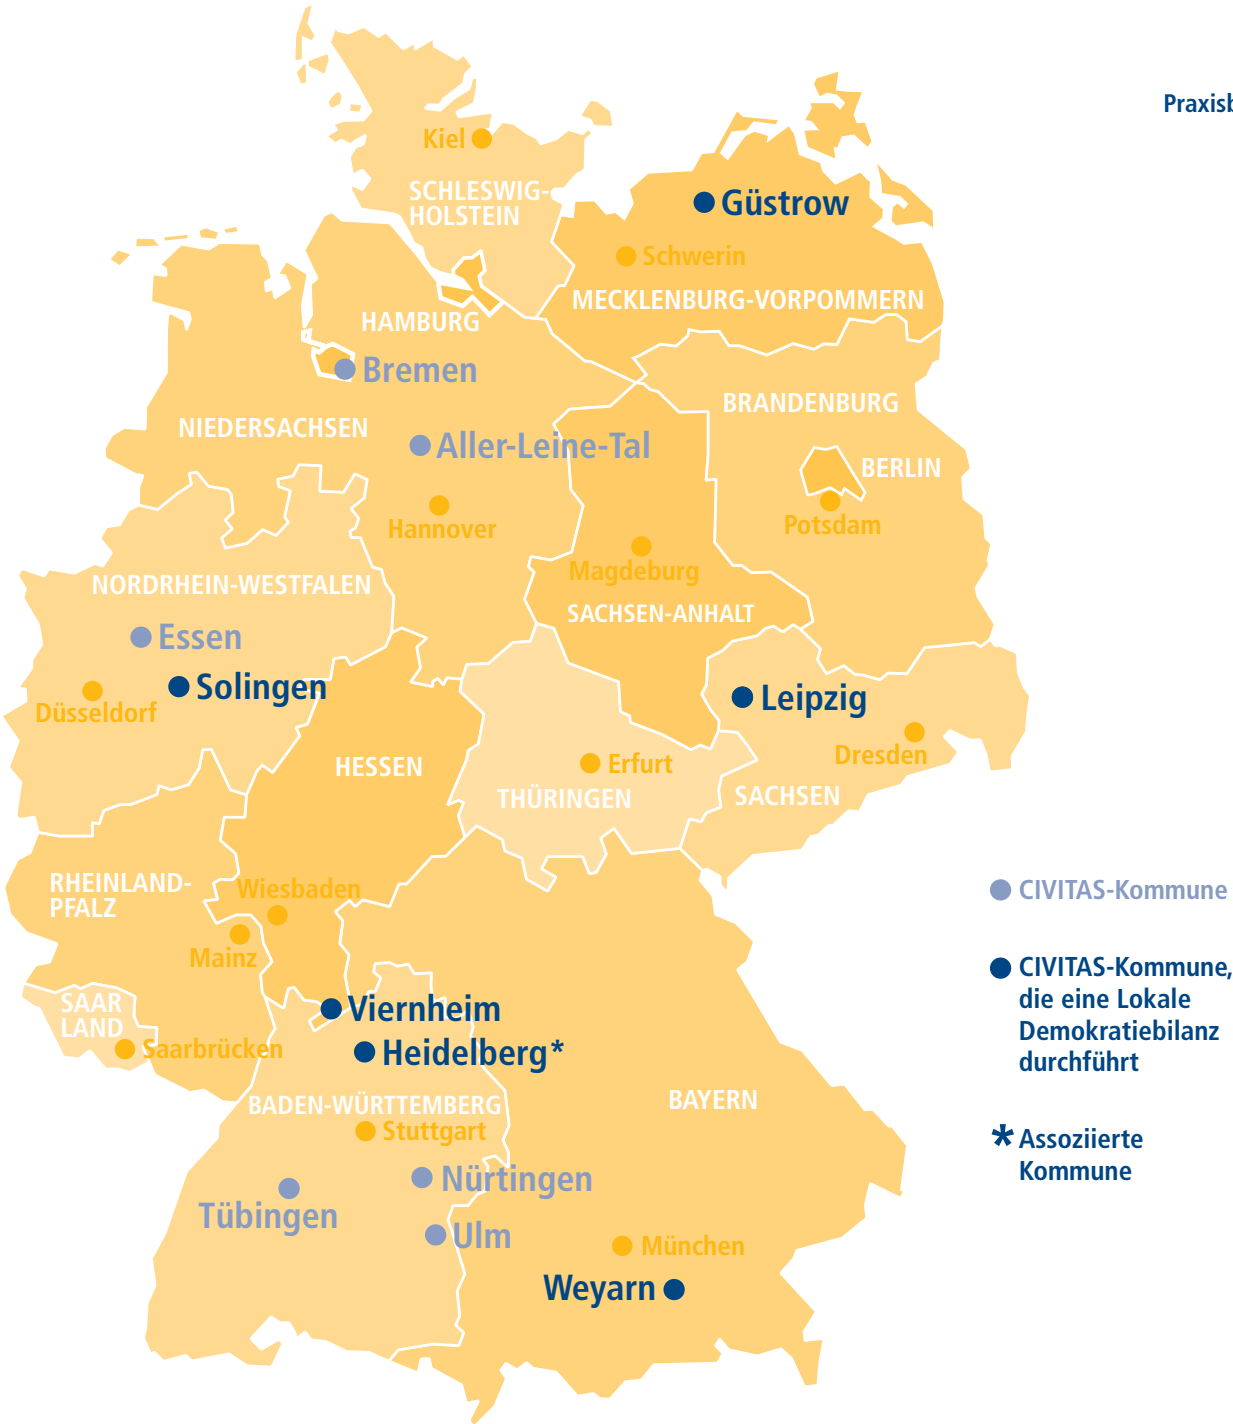 Praxisb
Kiel
SCHLESWIG-
HOLSTEIN
Güstrow
Schwerin
MECKLENBURG-VORPOMMERN
HAMBURG
Bremen
BRANDENBURG
NIEDERSACHSEN
Aller-Leine-Tal
BERLIN
Hannover
Potsdam
Magdeburg
NORDRHEIN-WESTFALEN
SACHSEN-ANHALT
Essen
Solingen
Leipzig
Düsseldorf
Dresden
HESSEN
Erfurt
THÜRINGEN
SACHSEN
RHEINLAND-
PFALZ
Wiesbaden
CIVITAS-Kommune
Mainz
CIVITAS-Kommune,
die eine Lokale
Demokratiebilanz
durchführt
SAAR
LAND
Viernheim
Saarbrücken
Heidelberg*
BADEN-WÜRTTEMBERG
BAYERN
Stuttgart
* Assoziierte
Kommune
Nürtingen
Tübingen
Ulm
München
Weyarn